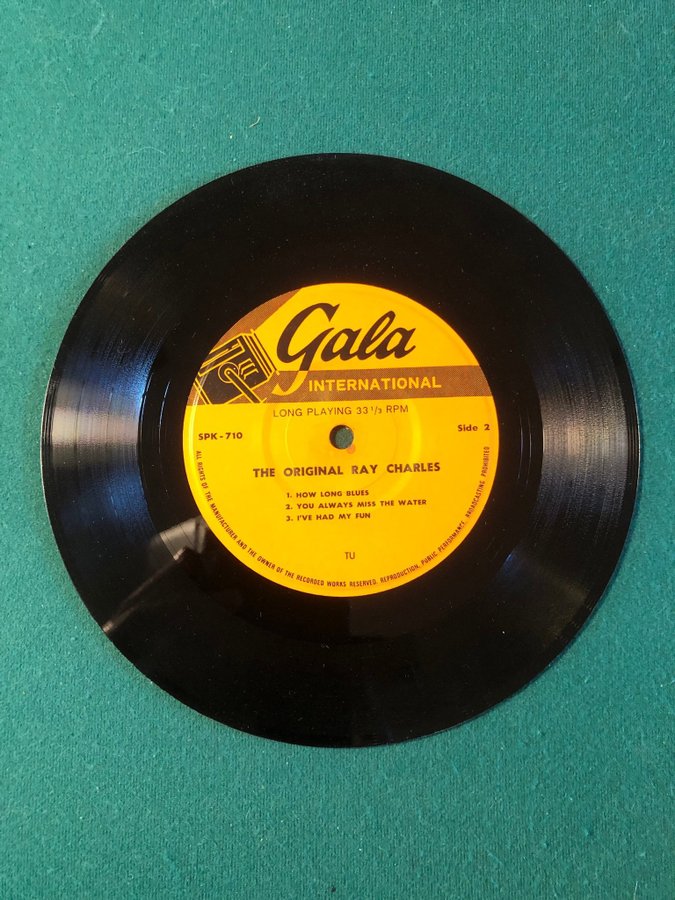 Gala
INTERNATIONAL
LONG PLAYING 33 1/3 RPM
SPK - 710
Side 2
THE ORIGINAL RAY CHARLES
1. HOW LONG BLUES
2. YOU ALWAYS MISS THE WATER
3. I'VE HAD MY FUN
TU
ALL RIGHTS OF THE MANUFACTURER AND THE OWNER OF THE RECORDED WORKS RESERVED. REPRODUCTION, PUBLIC PERFORMANCE, BROADCASTING PROHIBITED